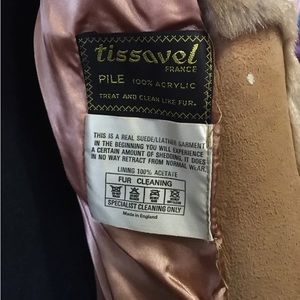 tissavel
FRANCE
PILE 100% ACRYLIC
TREAT AND CLEAN LIKE FUR.
THIS IS A REAL SUEDE/LEATHER GARMENT
IN THE BEGINNING YOU WILL EXPERIENCE
A CERTAIN AMOUNT OF SHEDDING, IT DOES
IN NO WAY RETRACT FROM NORMAL WEAR.
LINING 100% ACETATE
FUR CLEANING
SPECIALIST CLEANING ONLY
Made in England